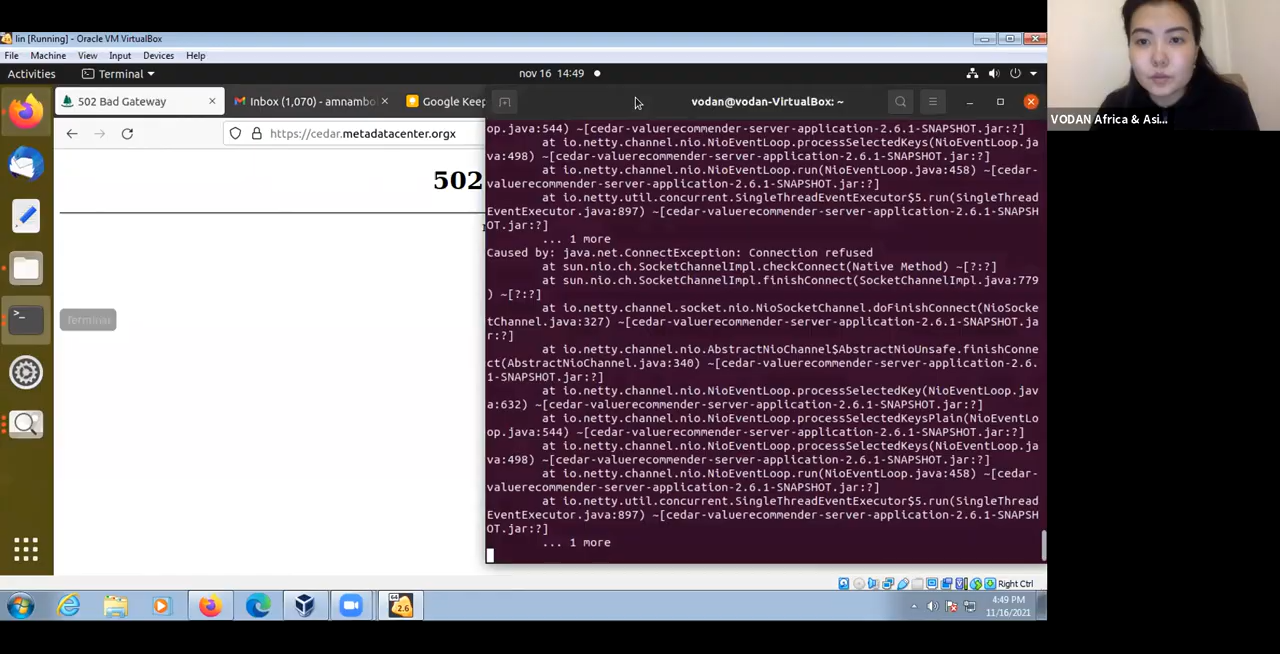 lin [Running] - Oracle VM VirtualBox
File Machine View Input Devices Help
Activities Terminal nov 16 14:49
502 Bad Gateway Inbox (1,070) - amnambo Google Keep
vodan@vodan-VirtualBox: ~
https://cedar.metadatacenter.orgx
502
Terminal
op.java:544) ~[cedar-valuerecommender-server-application-2.6.1-SNAPSHOT.jar:?]
at io.netty.channel.nio.NioEventLoop.processSelectedKeys(NioEventLoop.ja
va:498) ~[cedar-valuerecommender-server-application-2.6.1-SNAPSHOT.jar:?]
at io.netty.channel.nio.NioEventLoop.run(NioEventLoop.java:458) ~[cedar-
valuerecommender-server-application-2.6.1-SNAPSHOT.jar:?]
at io.netty.util.concurrent.SingleThreadEventExecutor$5.run(SingleThread
EventExecutor.java:897) ~[cedar-valuerecommender-server-application-2.6.1-SNAPSH
OT.jar:?]
... 1 more
Caused by: java.net.ConnectException: Connection refused
at sun.nio.ch.SocketChannelImpl.checkConnect(Native Method) ~[?:?]
at sun.nio.ch.SocketChannelImpl.finishConnect(SocketChannelImpl.java:779
) ~[?:?]
at io.netty.channel.socket.nio.NioSocketChannel.doFinishConnect(NioSocke
tChannel.java:327) ~[cedar-valuerecommender-server-application-2.6.1-SNAPSHOT.ja
r:?]
at io.netty.channel.nio.AbstractNioChannel$AbstractNioUnsafe.finishConne
ct(AbstractNioChannel.java:340) ~[cedar-valuerecommender-server-application-2.6.
1-SNAPSHOT.jar:?]
at io.netty.channel.nio.NioEventLoop.processSelectedKey(NioEventLoop.jav
a:632) ~[cedar-valuerecommender-server-application-2.6.1-SNAPSHOT.jar:?]
at io.netty.channel.nio.NioEventLoop.processSelectedKeysPlain(NioEventLo
op.java:544) ~[cedar-valuerecommender-server-application-2.6.1-SNAPSHOT.jar:?]
at io.netty.channel.nio.NioEventLoop.processSelectedKeys(NioEventLoop.ja
va:498) ~[cedar-valuerecommender-server-application-2.6.1-SNAPSHOT.jar:?]
at io.netty.channel.nio.NioEventLoop.run(NioEventLoop.java:458) ~[cedar-
valuerecommender-server-application-2.6.1-SNAPSHOT.jar:?]
at io.netty.util.concurrent.SingleThreadEventExecutor$5.run(SingleThread
EventExecutor.java:897) ~[cedar-valuerecommender-server-application-2.6.1-SNAPSH
OT.jar:?]
... 1 more
VODAN Africa & Asi...
Right Ctrl
4:49 PM
11/16/2021
64
2.6